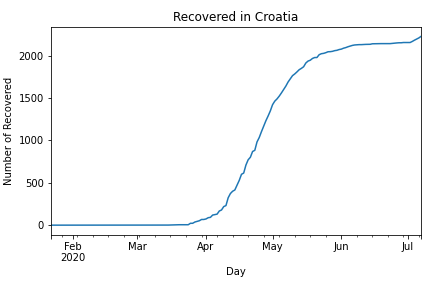 Recovered in Croatia
Number of Recovered
2000
1500
1000
500
0
Feb
2020
Mar
Apr
May
Jun
Jul
Day